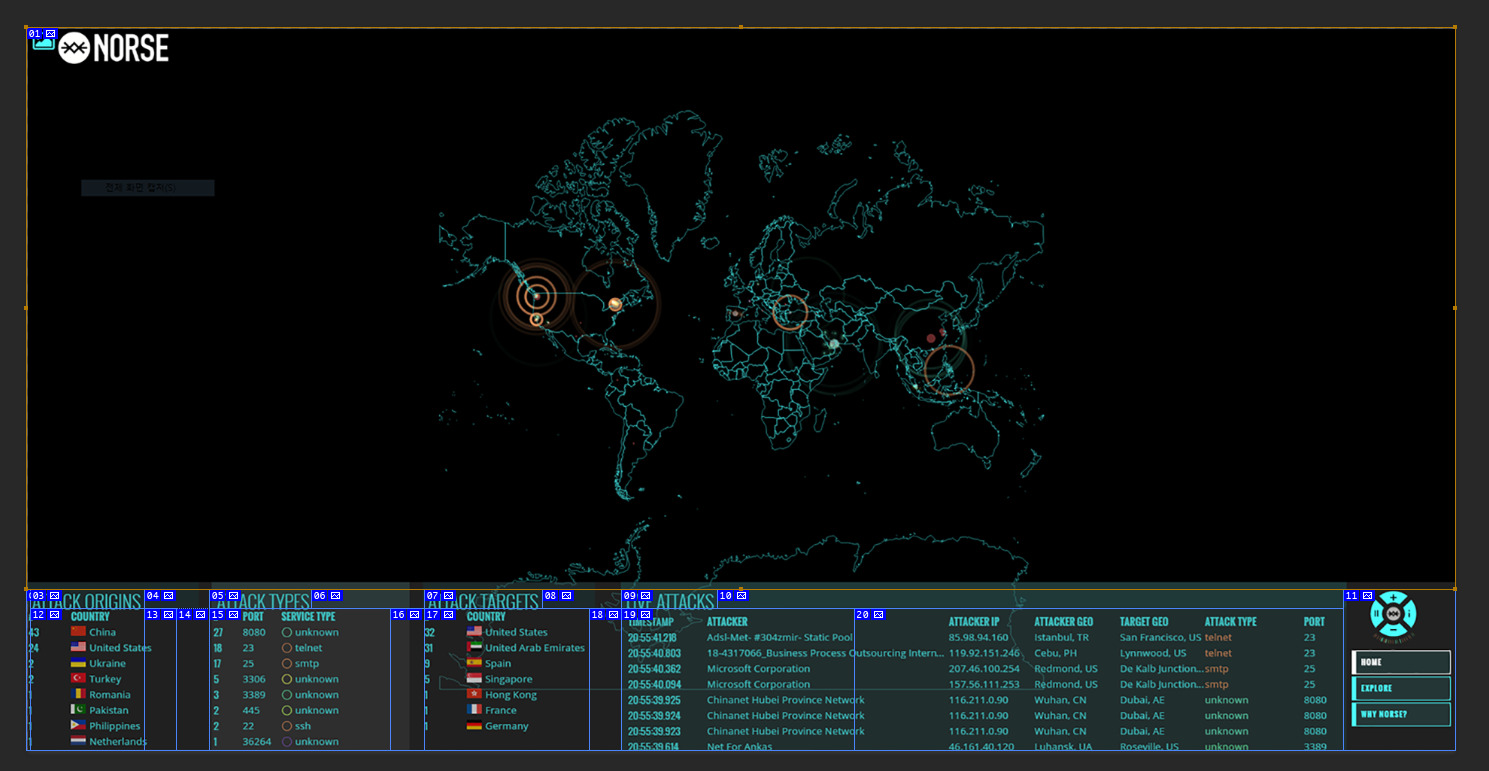 01
NORSE
전체 화면 캡처(S)
03
04
05
06
07
08
09
10
11
ATTACK ORIGINS
ATTACK TYPES
ATTACK TARGETS
LIVE ATTACKS
12
13
14
15
16
17
18
19
20
COUNTRY
43 China
24 United States
2 Ukraine
2 Turkey
1 Romania
1 Pakistan
1 Philippines
1 Netherlands
PORT SERVICE TYPE
27 8080 unknown
18 23 telnet
17 25 smtp
5 3306 unknown
3 3389 unknown
2 445 unknown
2 22 ssh
1 36264 unknown
COUNTRY
32 United States
31 United Arab Emirates
9 Spain
5 Singapore
1 Hong Kong
1 France
1 Germany
TIMESTAMP ATTACKER ATTACKER IP ATTACKER GEO TARGET GEO ATTACK TYPE PORT
20:55:41.218 Adsl-Met- #304zmir- Static Pool 85.98.94.160 Istanbul, TR San Francisco, US telnet 23
20:55:40.803 18-4317066_Business Process Outsourcing Intern... 119.92.151.246 Cebu, PH Lynnwood, US telnet 23
20:55:40.362 Microsoft Corporation 207.46.100.254 Redmond, US De Kalb Junction... smtp 25
20:55:40.094 Microsoft Corporation 157.56.111.253 Redmond, US De Kalb Junction... smtp 25
20:55:39.925 Chinanet Hubei Province Network 116.211.0.90 Wuhan, CN Dubai, AE unknown 8080
20:55:39.924 Chinanet Hubei Province Network 116.211.0.90 Wuhan, CN Dubai, AE unknown 8080
20:55:39.923 Chinanet Hubei Province Network 116.211.0.90 Wuhan, CN Dubai, AE unknown 8080
20:55:39.614 Net For Ankas 46.161.40.120 Luhansk, UA Roseville, US unknown 3389
HOME
EXPLORE
WHY NORSE?